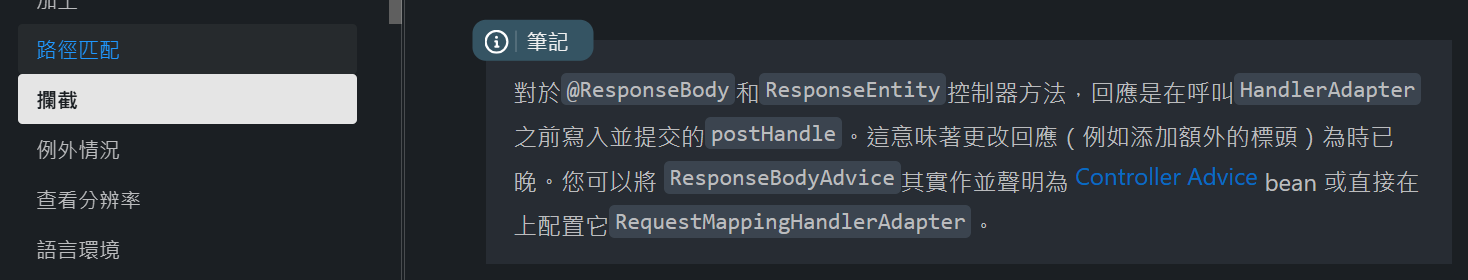 加工
路徑匹配
攔截
例外情況
查看分辨率
語言環境
筆記
對於@ResponseBody和ResponseEntity控制器方法，回應是在呼叫HandlerAdapter
之前寫入並提交的postHandle。這意味著更改回應（例如添加額外的標頭）為時已
晚。您可以將 ResponseBodyAdvice其實作並聲明為 Controller Advice bean 或直接在
上配置它RequestMappingHandlerAdapter。